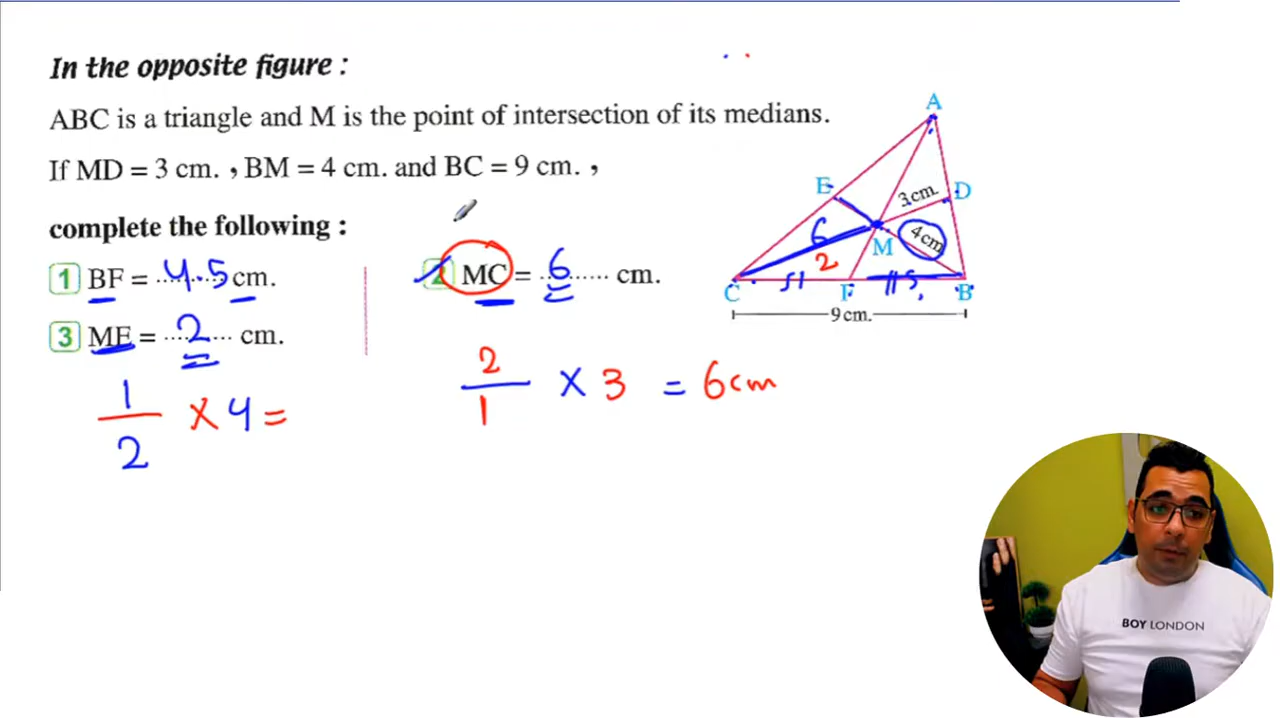 In the opposite figure :
ABC is a triangle and M is the point of intersection of its medians.
If MD = 3 cm. , BM = 4 cm. and BC = 9 cm. ,
complete the following :
1 BF = ...4.5 cm.
2 MC = ...6...... cm.
3 ME = ....2.... cm.
1/2 × 4 =
2/1 × 3 = 6cm
A
E
3cm.
D
6
M
4cm
2
C
F
B
9cm.
BOY LONDON